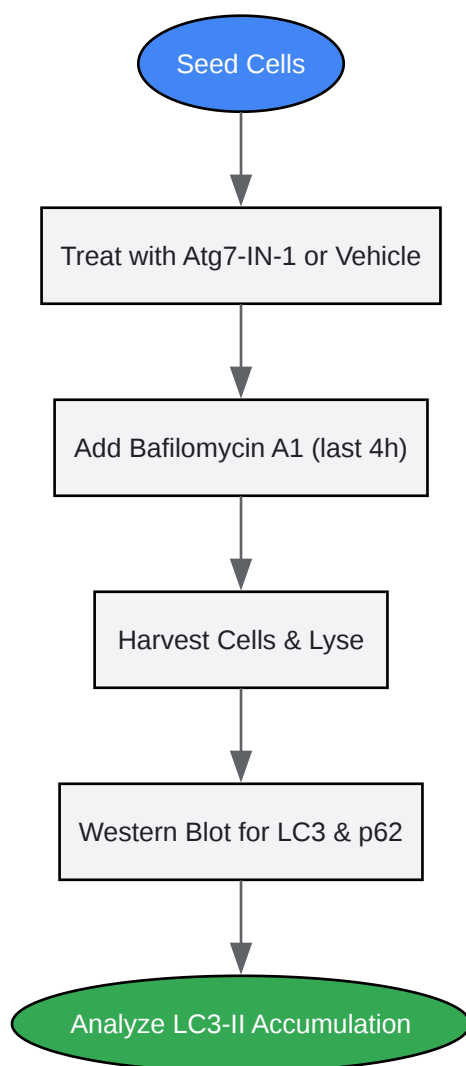 Seed Cells
Treat with Atg7-IN-1 or Vehicle
Add Bafilomycin A1 (last 4h)
Harvest Cells & Lyse
Western Blot for LC3 & p62
Analyze LC3-II Accumulation